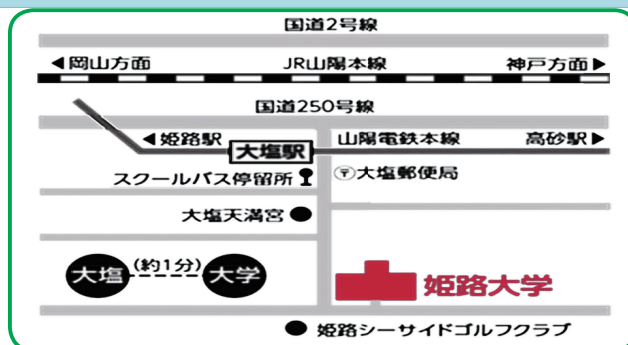 国道2号線
◀岡山方面 JR山陽本線 神戸方面▶
国道250号線
◀姫路駅 大塩駅 山陽電鉄本線 高砂駅▶
スクールバス停留所 〒大塩郵便局
大塩天満宮
大塩 (約1分) 大学 姫路大学
姫路シーサイドゴルフクラブ